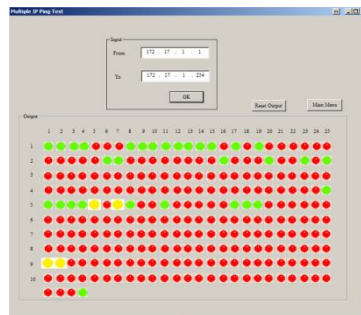 Multiple IP Ping Test
Input
From 172 . 17 . 1 . 1
To 172 . 17 . 1 . 254
OK
Reset Output
Main Menu
Output
1 2 3 4 5 6 7 8 9 10 11 12 13 14 15 16 17 18 19 20 21 22 23 24 25
1
2
3
4
5
6
7
8
9
10